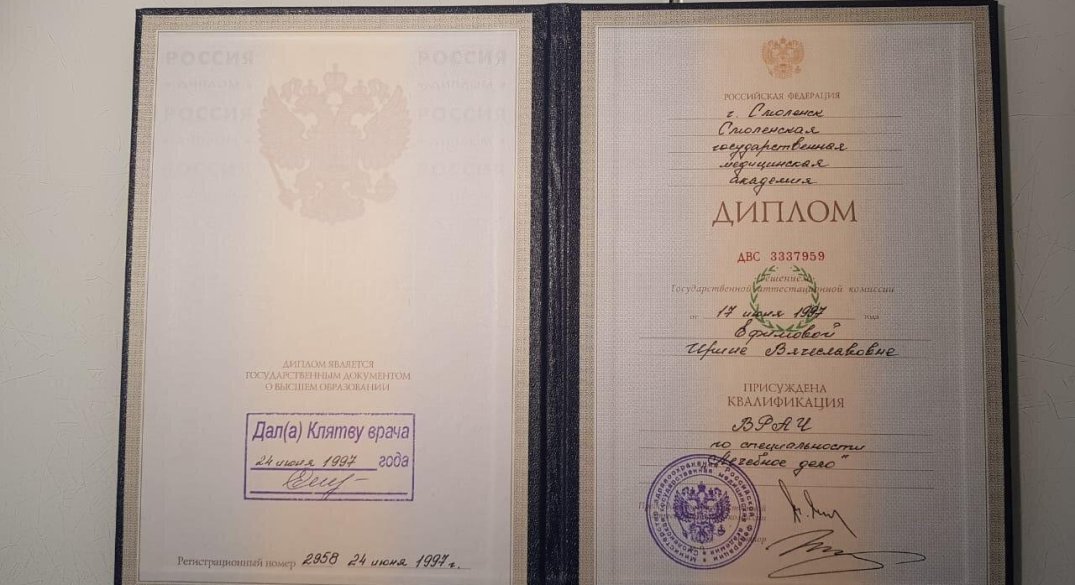 РОССИЯ
РОССИЯ
РОССИЯ
РОССИЯ
ДИПЛОМ ЯВЛЯЕТСЯ
ГОСУДАРСТВЕННЫМ ДОКУМЕНТОМ
О ВЫСШЕМ ОБРАЗОВАНИИ
Дал(а) Клятву врача
24 июня 1997 года
Регистрационный номер 2958 24 июня 1997 г.
РОССИЙСКАЯ ФЕДЕРАЦИЯ
г. Смоленск
Смоленская
государственная
медицинская
академия
ДИПЛОМ
ДВС 3337959
Решением
Государственной аттестационной комиссии
от 17 июня 1997 года
Ефимовой
Ирине Вячеславовне
ПРИСУЖДЕНА
КВАЛИФИКАЦИЯ
ВРАЧ
по специальности
"Лечебное дело"